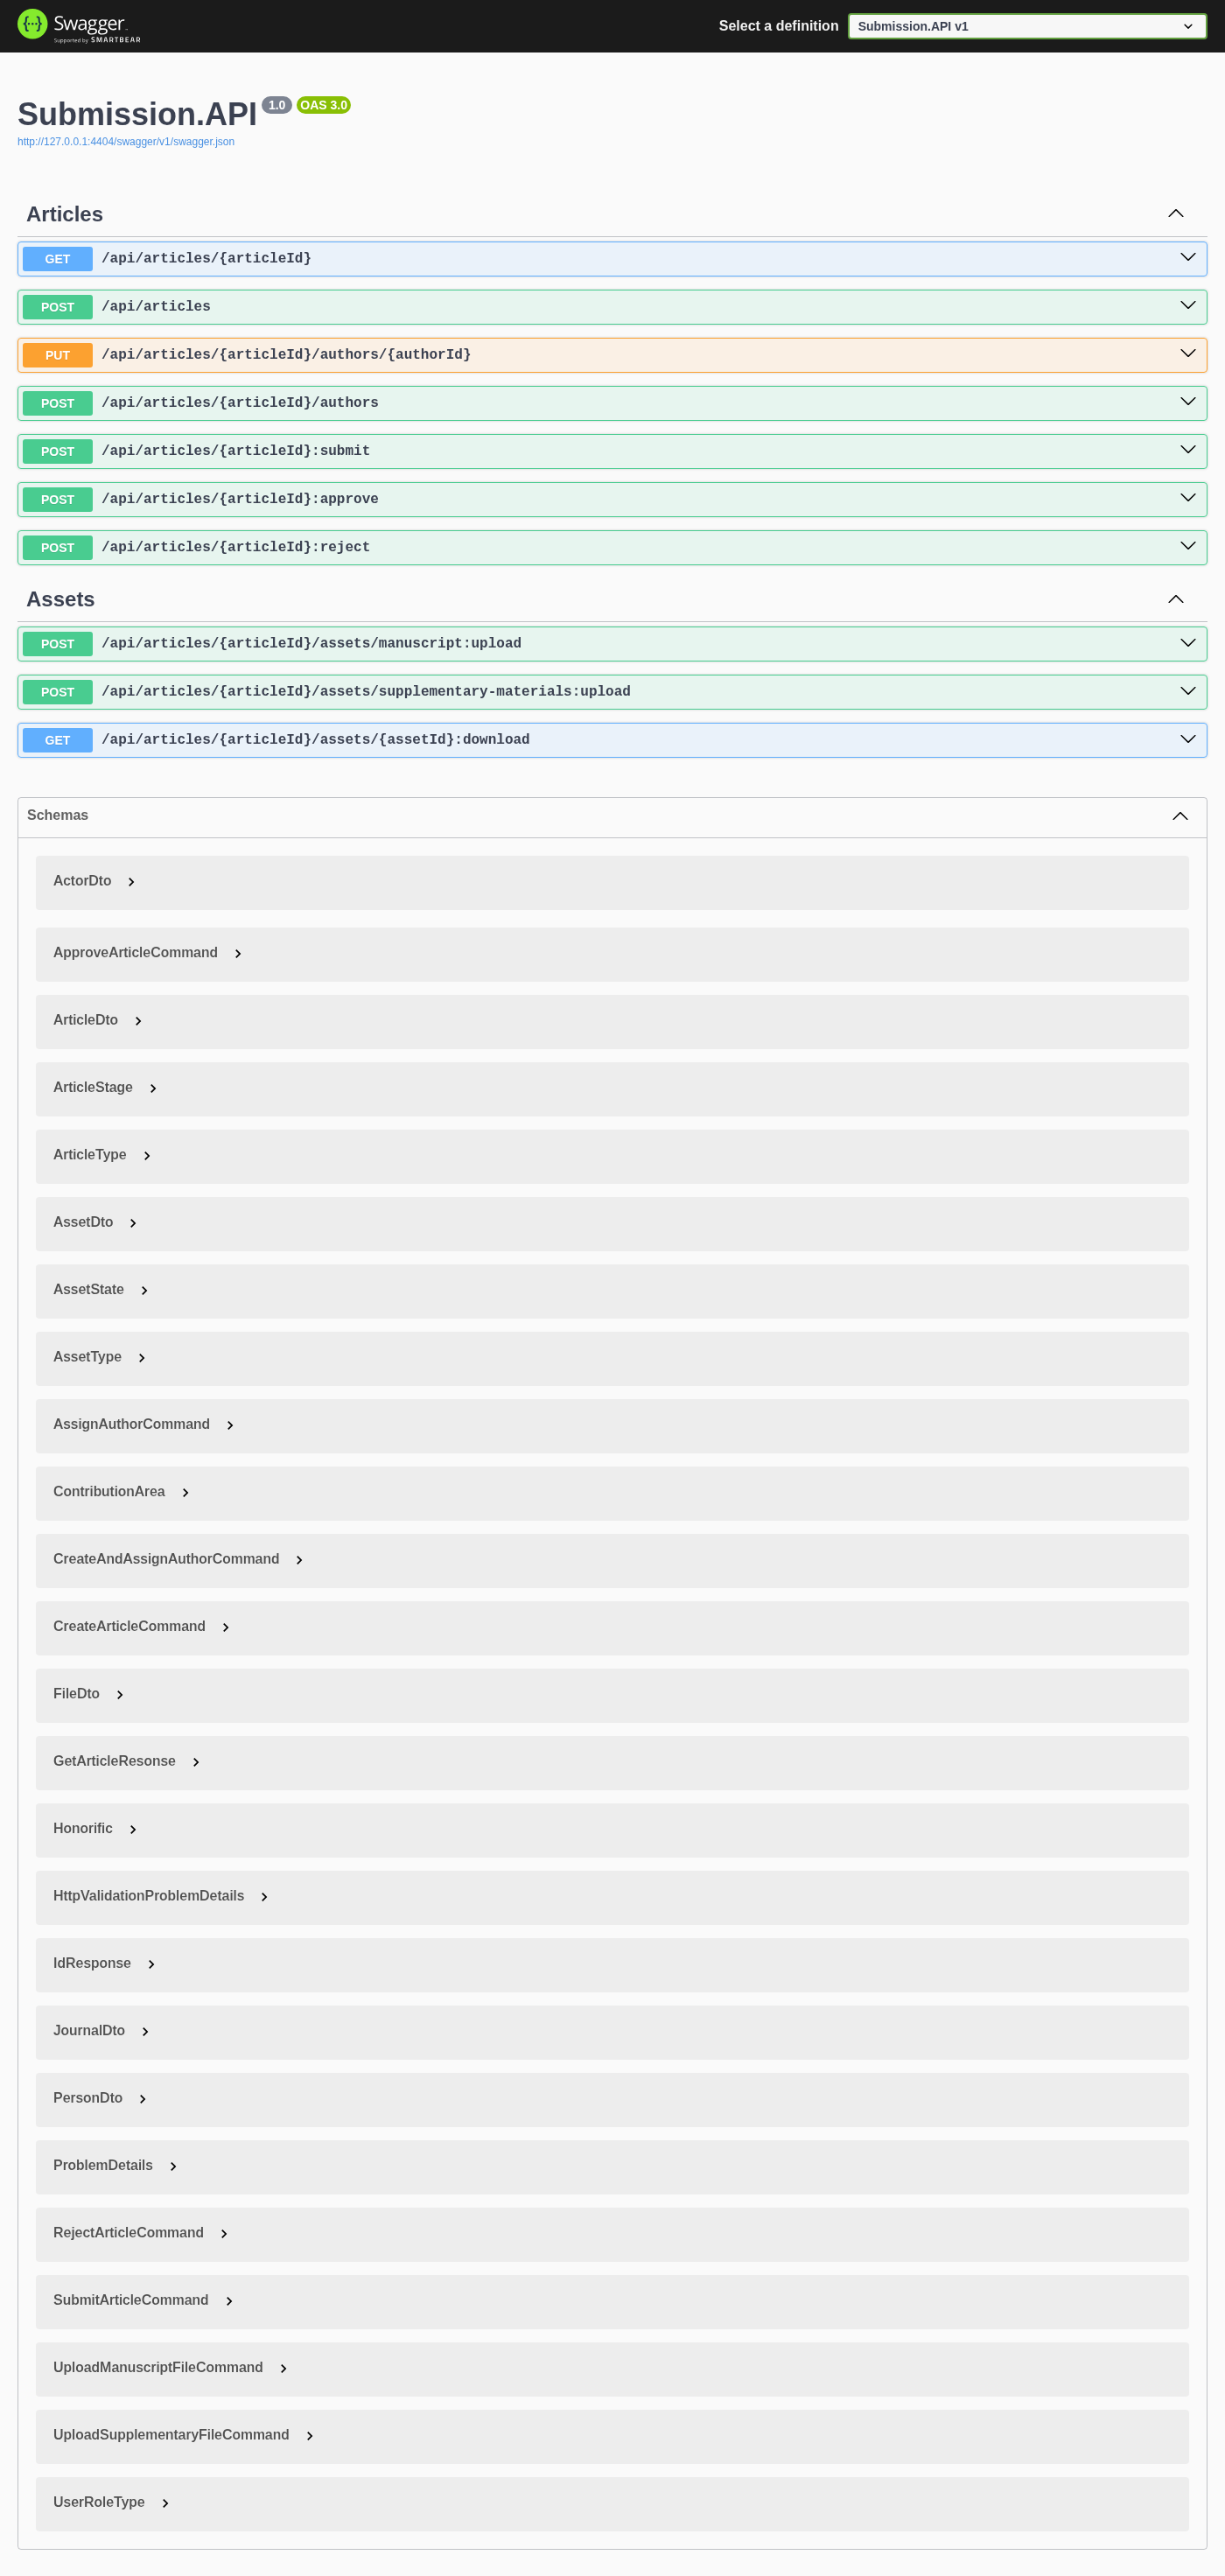 Swagger
Supported by SMARTBEAR
Select a definition
Submission.API v1
Submission.API 1.0 OAS 3.0
http://127.0.0.1:4404/swagger/v1/swagger.json
Articles
GET /api/articles/{articleId}
POST /api/articles
PUT /api/articles/{articleId}/authors/{authorId}
POST /api/articles/{articleId}/authors
POST /api/articles/{articleId}:submit
POST /api/articles/{articleId}:approve
POST /api/articles/{articleId}:reject
Assets
POST /api/articles/{articleId}/assets/manuscript:upload
POST /api/articles/{articleId}/assets/supplementary-materials:upload
GET /api/articles/{articleId}/assets/{assetId}:download
Schemas
ActorDto
ApproveArticleCommand
ArticleDto
ArticleStage
ArticleType
AssetDto
AssetState
AssetType
AssignAuthorCommand
ContributionArea
CreateAndAssignAuthorCommand
CreateArticleCommand
FileDto
GetArticleResonse
Honorific
HttpValidationProblemDetails
IdResponse
JournalDto
PersonDto
ProblemDetails
RejectArticleCommand
SubmitArticleCommand
UploadManuscriptFileCommand
UploadSupplementaryFileCommand
UserRoleType